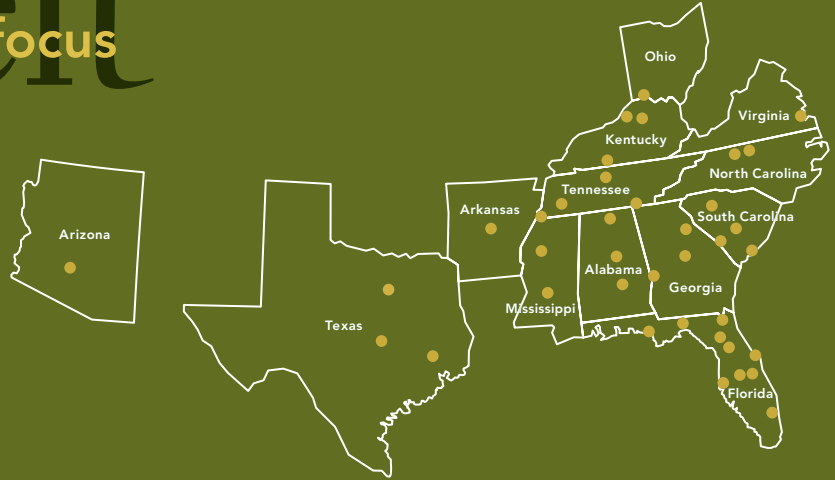 focus
Ohio
Virginia
Kentucky
North Carolina
Tennessee
Arkansas
South Carolina
Arizona
Alabama
Georgia
Mississippi
Texas
Florida